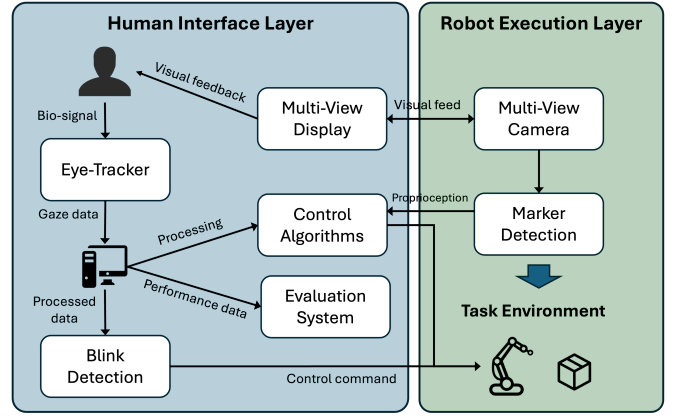 Human Interface Layer
Robot Execution Layer
Visual feedback
Multi-View
Display
Visual feed
Multi-View
Camera
Bio-signal
Eye-Tracker
Gaze data
Processing
Control
Algorithms
Proprioception
Marker
Detection
Performance data
Evaluation
System
Task Environment
Processed
data
Blink
Detection
Control command